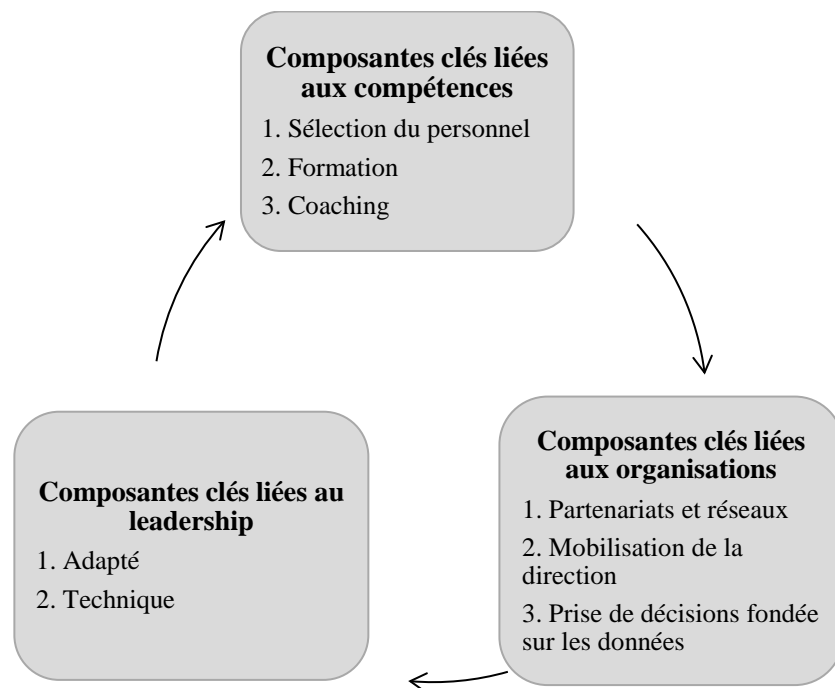 Composantes clés liées
aux compétences
1. Sélection du personnel
2. Formation
3. Coaching
Composantes clés liées
aux organisations
1. Partenariats et réseaux
2. Mobilisation de la
direction
3. Prise de décisions fondée
sur les données
Composantes clés liées au
leadership
1. Adapté
2. Technique